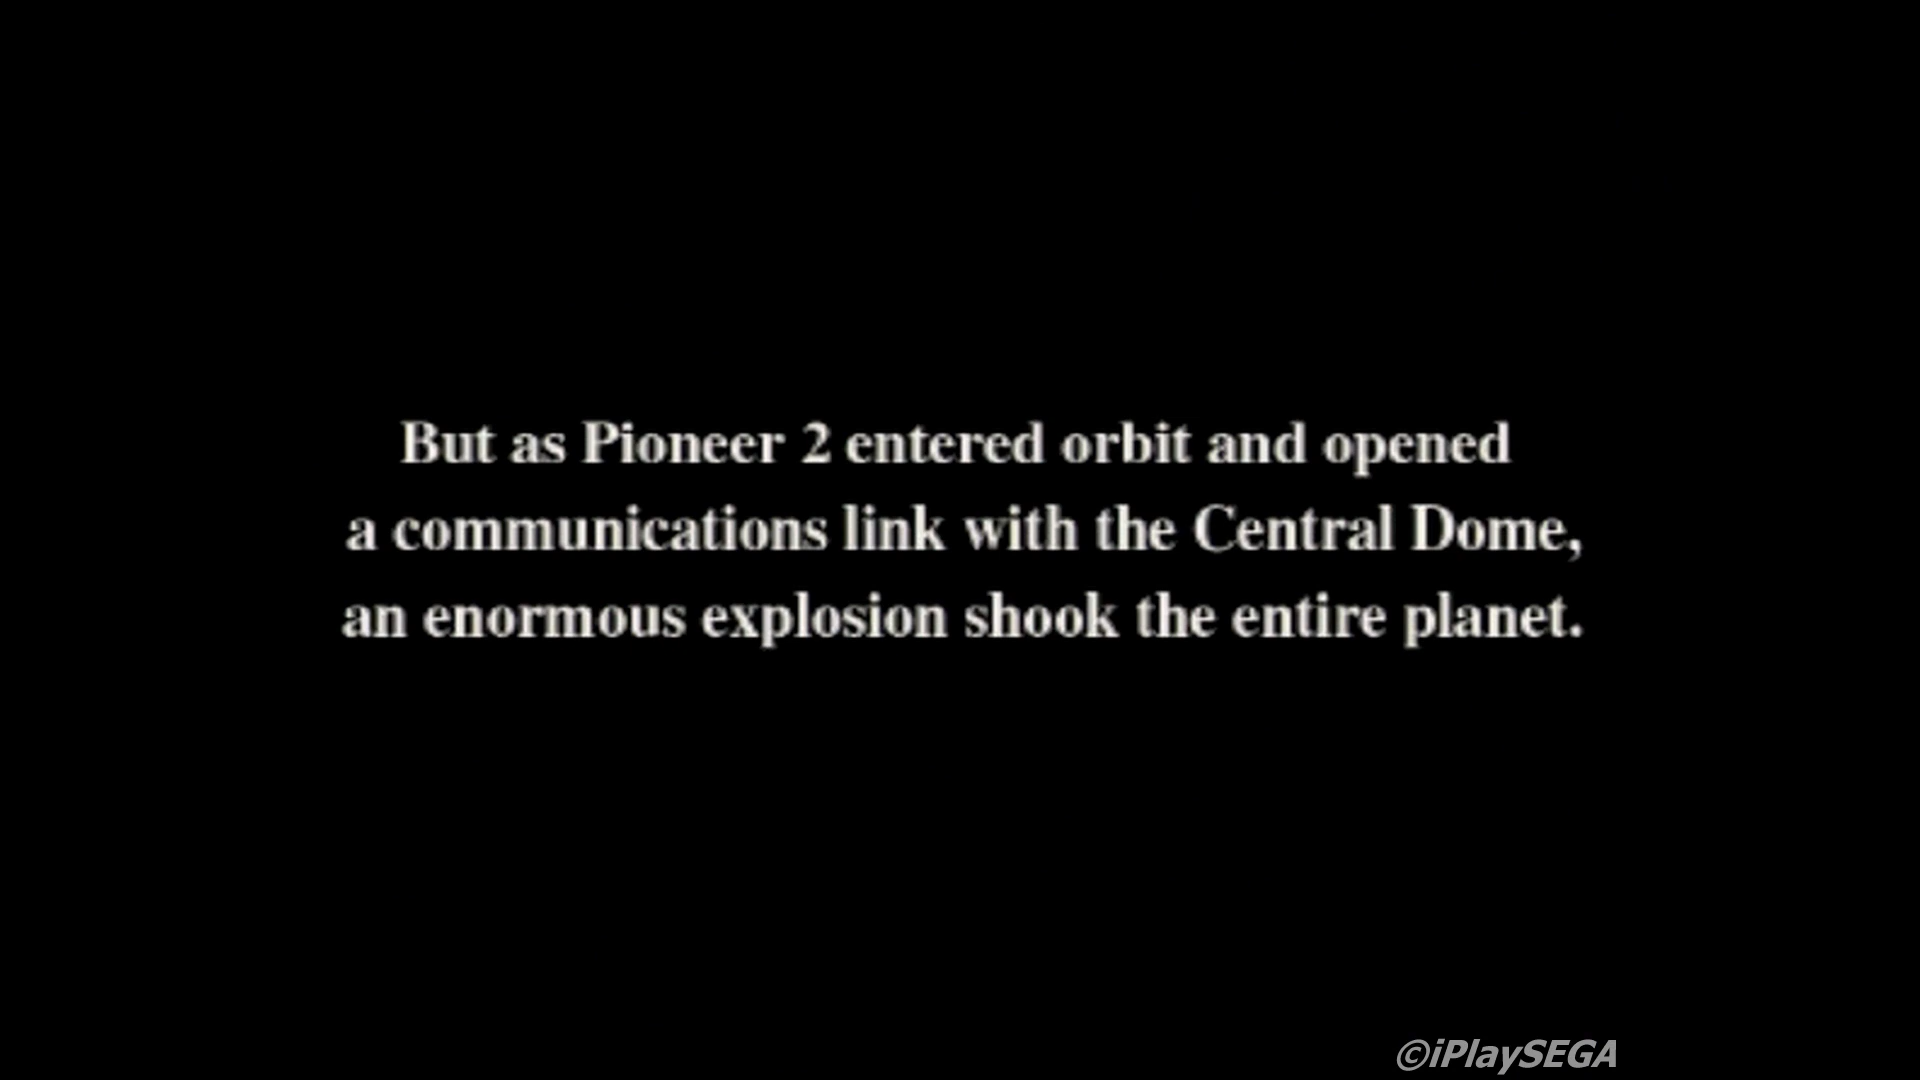 But as Pioneer 2 entered orbit and opened
a communications link with the Central Dome,
an enormous explosion shook the entire planet.
©iPlaySEGA